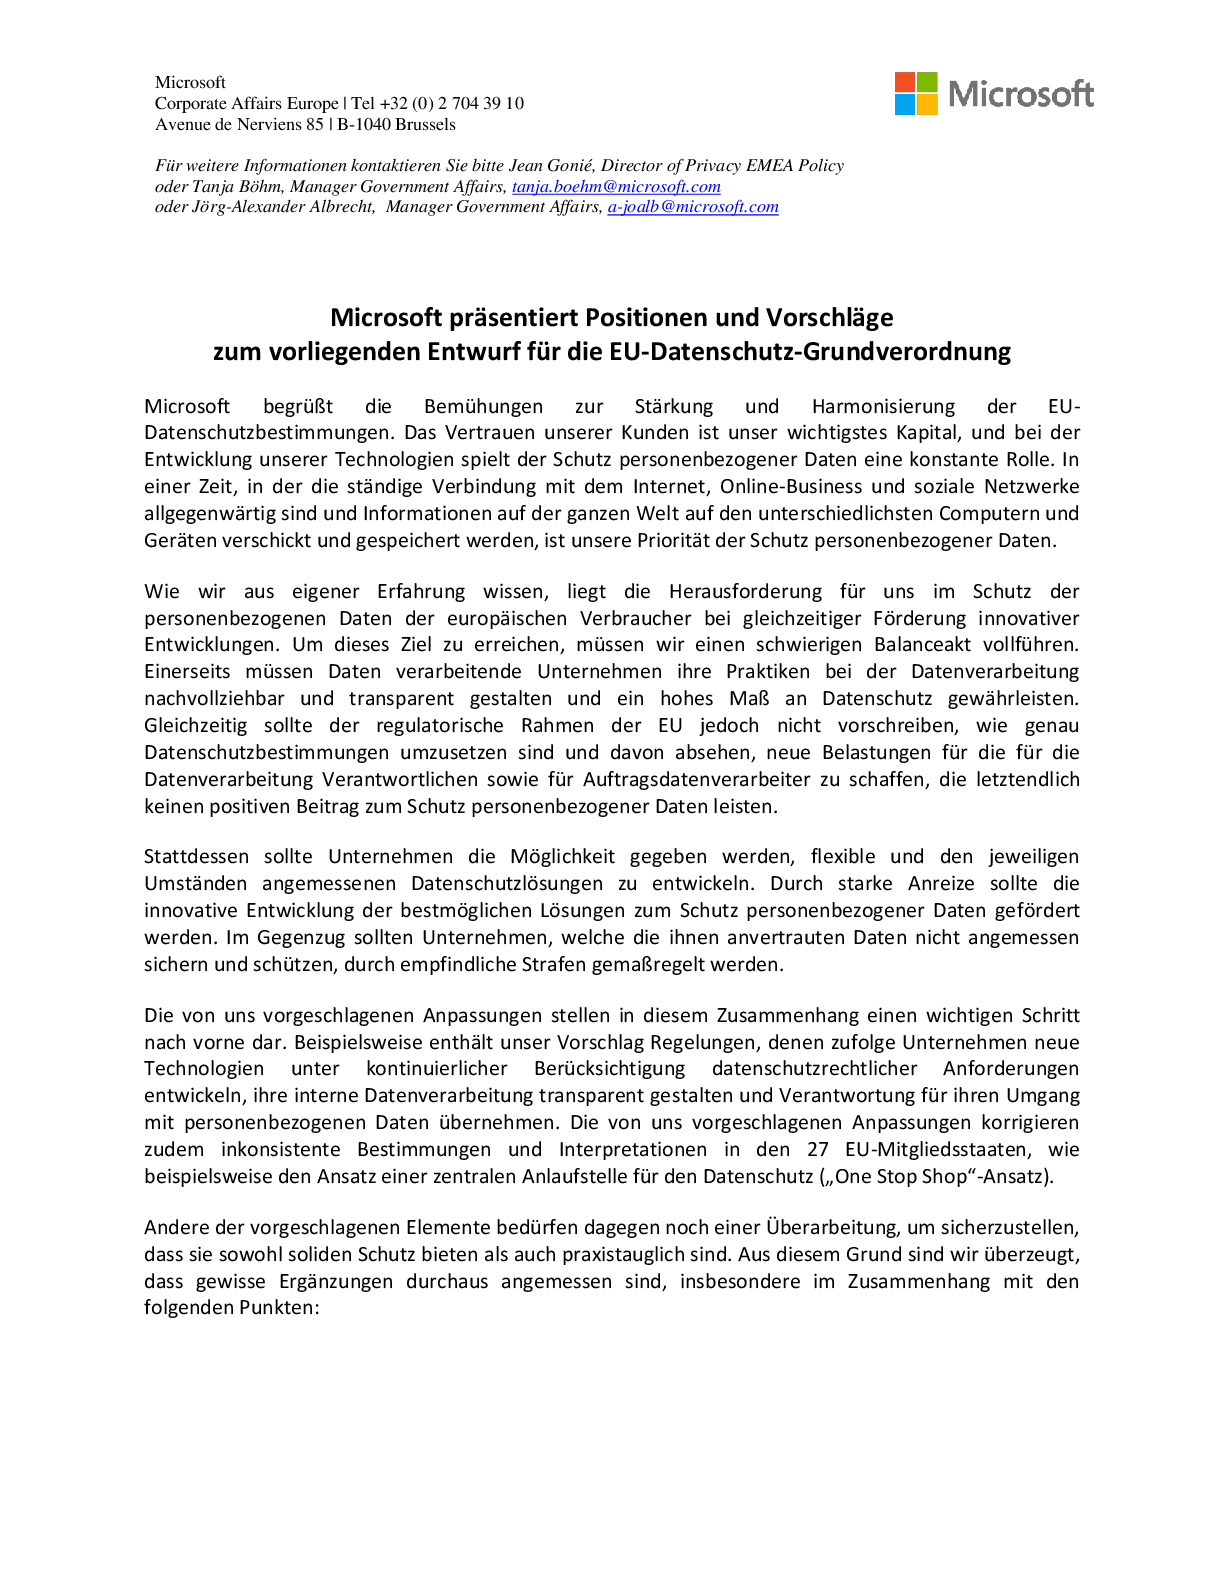 Microsoft
Corporate Affairs Europe | Tel +32 (0) 2 704 39 10
Avenue de Nerviens 85 | B-1040 Brussels
Microsoft
Für weitere Informationen kontaktieren Sie bitte Jean Gonié, Director of Privacy EMEA Policy
oder Tanja Böhm, Manager Government Affairs, tanja.boehm@microsoft.com
oder Jörg-Alexander Albrecht, Manager Government Affairs, a-joalb@microsoft.com
Microsoft präsentiert Positionen und Vorschläge
zum vorliegenden Entwurf für die EU-Datenschutz-Grundverordnung
Microsoft begrüßt die Bemühungen zur Stärkung und Harmonisierung der EU-
Datenschutzbestimmungen. Das Vertrauen unserer Kunden ist unser wichtigstes Kapital, und bei der
Entwicklung unserer Technologien spielt der Schutz personenbezogener Daten eine konstante Rolle. In
einer Zeit, in der die ständige Verbindung mit dem Internet, Online-Business und soziale Netzwerke
allgegenwärtig sind und Informationen auf der ganzen Welt auf den unterschiedlichsten Computern und
Geräten verschickt und gespeichert werden, ist unsere Priorität der Schutz personenbezogener Daten.
Wie wir aus eigener Erfahrung wissen, liegt die Herausforderung für uns im Schutz der
personenbezogenen Daten der europäischen Verbraucher bei gleichzeitiger Förderung innovativer
Entwicklungen. Um dieses Ziel zu erreichen, müssen wir einen schwierigen Balanceakt vollführen.
Einerseits müssen Daten verarbeitende Unternehmen ihre Praktiken bei der Datenverarbeitung
nachvollziehbar und transparent gestalten und ein hohes Maß an Datenschutz gewährleisten.
Gleichzeitig sollte der regulatorische Rahmen der EU jedoch nicht vorschreiben, wie genau
Datenschutzbestimmungen umzusetzen sind und davon absehen, neue Belastungen für die für die
Datenverarbeitung Verantwortlichen sowie für Auftragsdatenverarbeiter zu schaffen, die letztendlich
keinen positiven Beitrag zum Schutz personenbezogener Daten leisten.
Stattdessen sollte Unternehmen die Möglichkeit gegeben werden, flexible und den jeweiligen
Umständen angemessenen Datenschutzlösungen zu entwickeln. Durch starke Anreize sollte die
innovative Entwicklung der bestmöglichen Lösungen zum Schutz personenbezogener Daten gefördert
werden. Im Gegenzug sollten Unternehmen, welche die ihnen anvertrauten Daten nicht angemessen
sichern und schützen, durch empfindliche Strafen gemaßregelt werden.
Die von uns vorgeschlagenen Anpassungen stellen in diesem Zusammenhang einen wichtigen Schritt
nach vorne dar. Beispielsweise enthält unser Vorschlag Regelungen, denen zufolge Unternehmen neue
Technologien unter kontinuierlicher Berücksichtigung datenschutzrechtlicher Anforderungen
entwickeln, ihre interne Datenverarbeitung transparent gestalten und Verantwortung für ihren Umgang
mit personenbezogenen Daten übernehmen. Die von uns vorgeschlagenen Anpassungen korrigieren
zudem inkonsistente Bestimmungen und Interpretationen in den 27 EU-Mitgliedsstaaten, wie
beispielsweise den Ansatz einer zentralen Anlaufstelle für den Datenschutz („One Stop Shop“-Ansatz).
Andere der vorgeschlagenen Elemente bedürfen dagegen noch einer Überarbeitung, um sicherzustellen,
dass sie sowohl soliden Schutz bieten als auch praxistauglich sind. Aus diesem Grund sind wir überzeugt,
dass gewisse Ergänzungen durchaus angemessen sind, insbesondere im Zusammenhang mit den
folgenden Punkten: